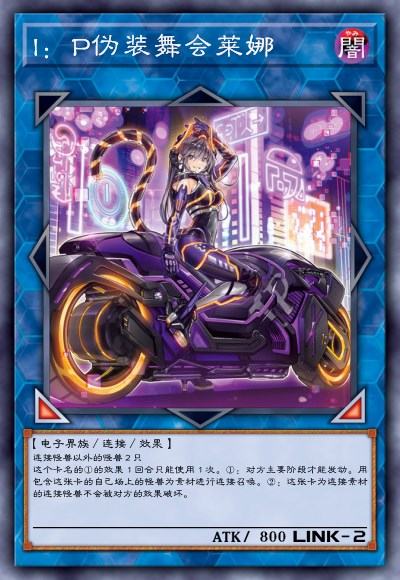 I：P伪装舞会莱娜
やみ
闇
【电子界族／连接／效果】
连接怪兽以外的怪兽２只
这个卡名的①的效果１回合只能使用１次。①：对方主要阶段才能发动。用
包含这张卡的自己场上的怪兽为素材进行连接召唤。②：这张卡为连接素材
的连接怪兽不会被对方的效果破坏。
ATK/ 800 LINK-2